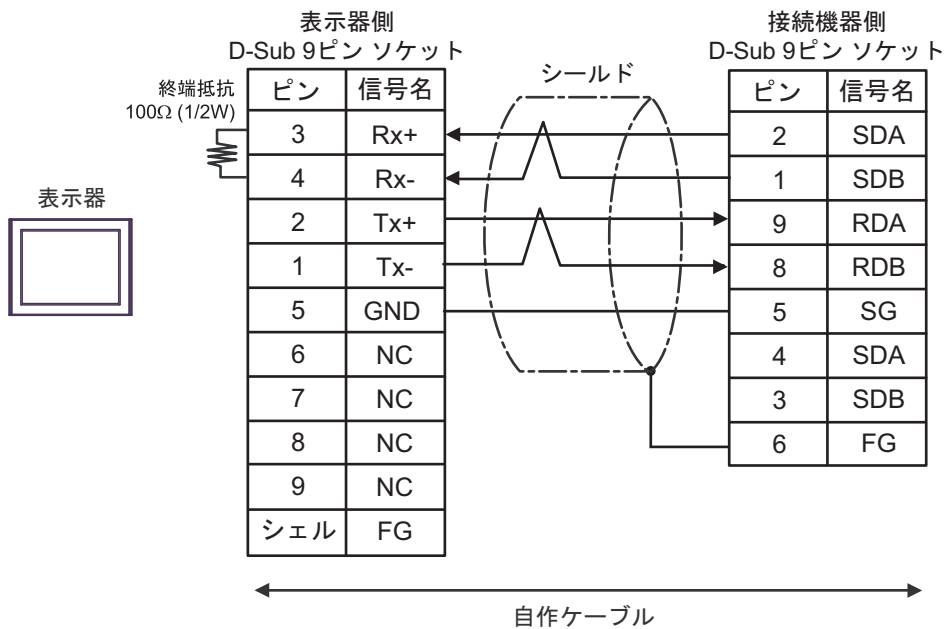 表示器側
D-Sub 9ピン ソケット
接続機器側
D-Sub 9ピン ソケット
終端抵抗
100Ω (1/2W)
シールド
表示器
ピン 信号名
3 Rx+
4 Rx-
2 Tx+
1 Tx-
5 GND
6 NC
7 NC
8 NC
9 NC
シェル FG
ピン 信号名
2 SDA
1 SDB
9 RDA
8 RDB
5 SG
4 SDA
3 SDB
6 FG
自作ケーブル